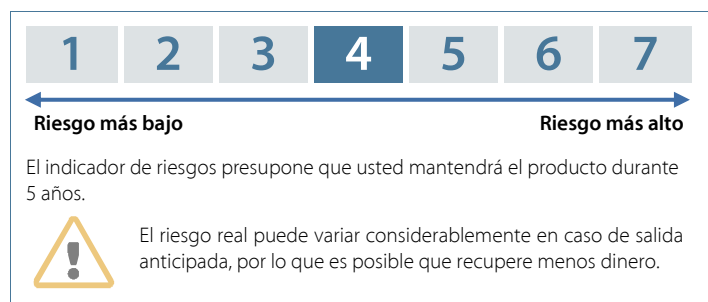 1 2 3 4 5 6 7
Riesgo más bajo Riesgo más alto
El indicador de riesgos presupone que usted mantendrá el producto durante
5 años.
El riesgo real puede variar considerablemente en caso de salida
anticipada, por lo que es posible que recupere menos dinero.